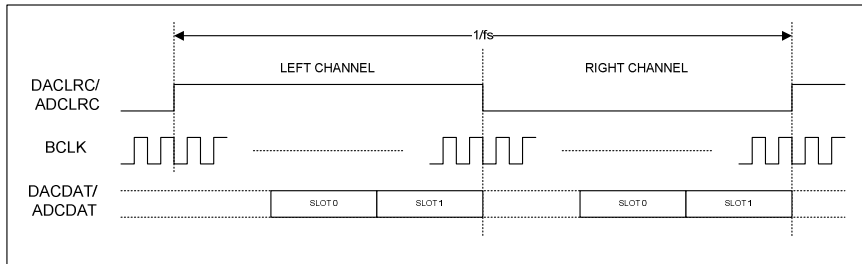 1/fs
LEFT CHANNEL
RIGHT CHANNEL
DACLRC/
ADCLRC
BCLK
DACDAT/
ADCDAT
SLOT 0
SLOT 1
SLOT 0
SLOT 1